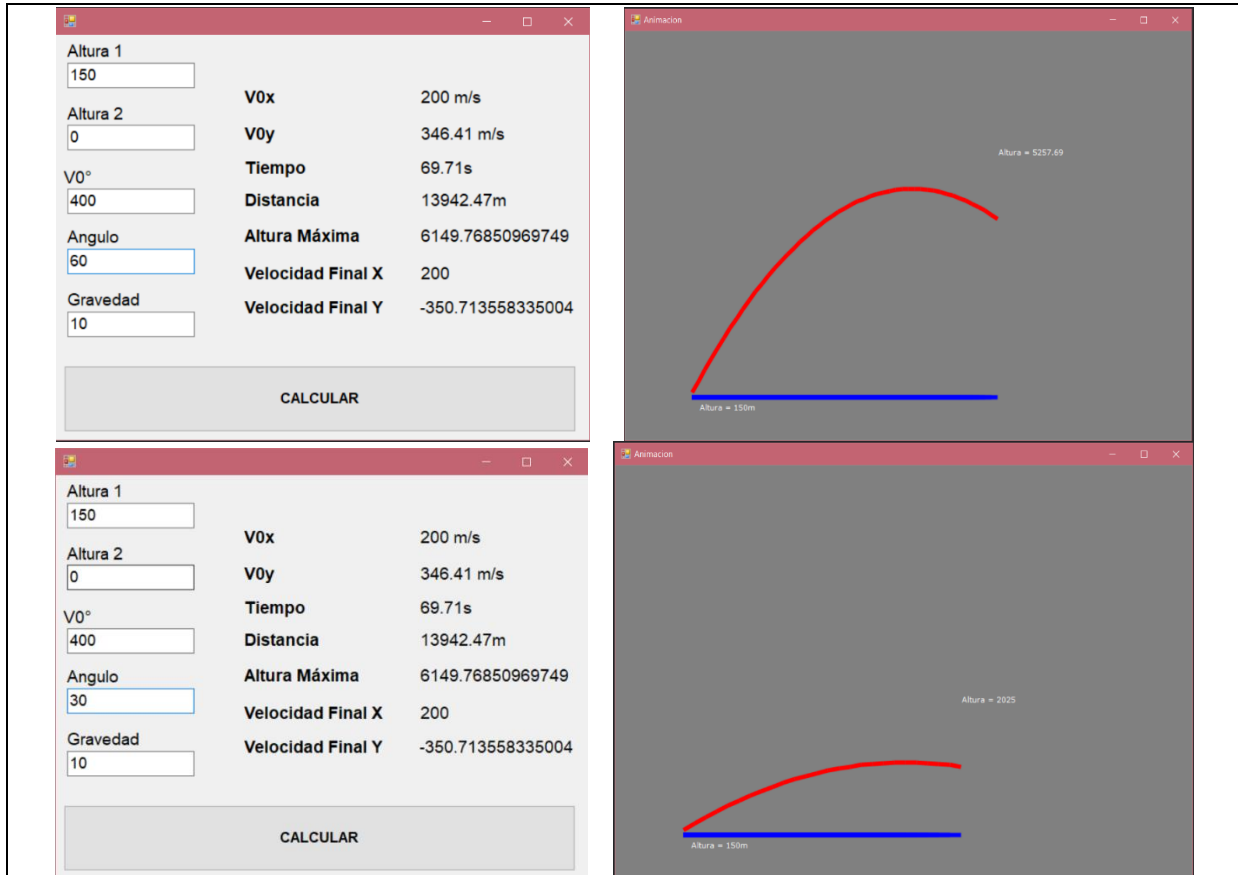 Altura 1
150
Altura 2
0
V0°
400
Angulo
60
Gravedad
10
V0x 200 m/s
V0y 346.41 m/s
Tiempo 69.71s
Distancia 13942.47m
Altura Máxima 6149.76850969749
Velocidad Final X 200
Velocidad Final Y -350.713558335004
CALCULAR
Animacion
Altura = 5257.69
Altura = 150m
Altura 1
150
Altura 2
0
V0°
400
Angulo
30
Gravedad
10
V0x 200 m/s
V0y 346.41 m/s
Tiempo 69.71s
Distancia 13942.47m
Altura Máxima 6149.76850969749
Velocidad Final X 200
Velocidad Final Y -350.713558335004
CALCULAR
Animacion
Altura = 2025
Altura = 150m